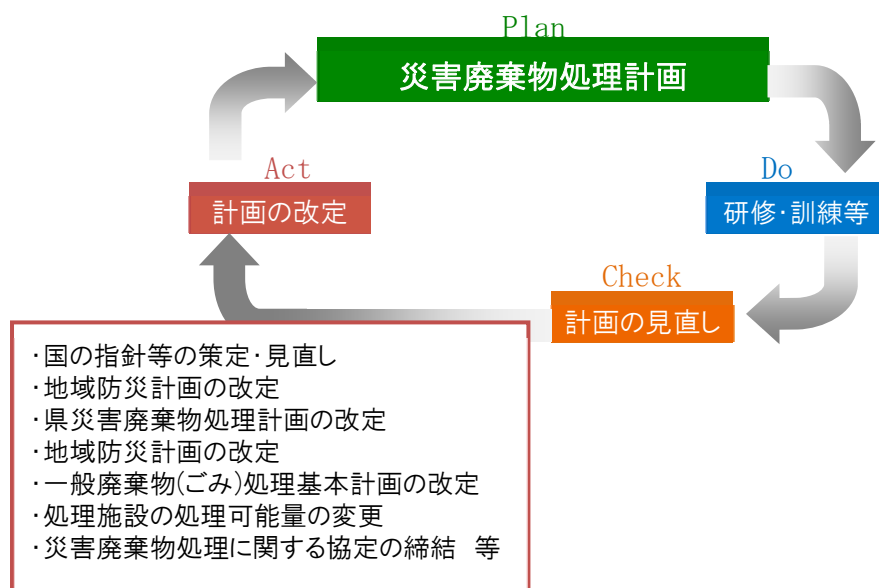 Plan
災害廃棄物処理計画
Act
計画の改定
Do
研修・訓練等
Check
計画の見直し
・国の指針等の策定・見直し
・地域防災計画の改定
・県災害廃棄物処理計画の改定
・地域防災計画の改定
・一般廃棄物(ごみ)処理基本計画の改定
・処理施設の処理可能量の変更
・災害廃棄物処理に関する協定の締結　等